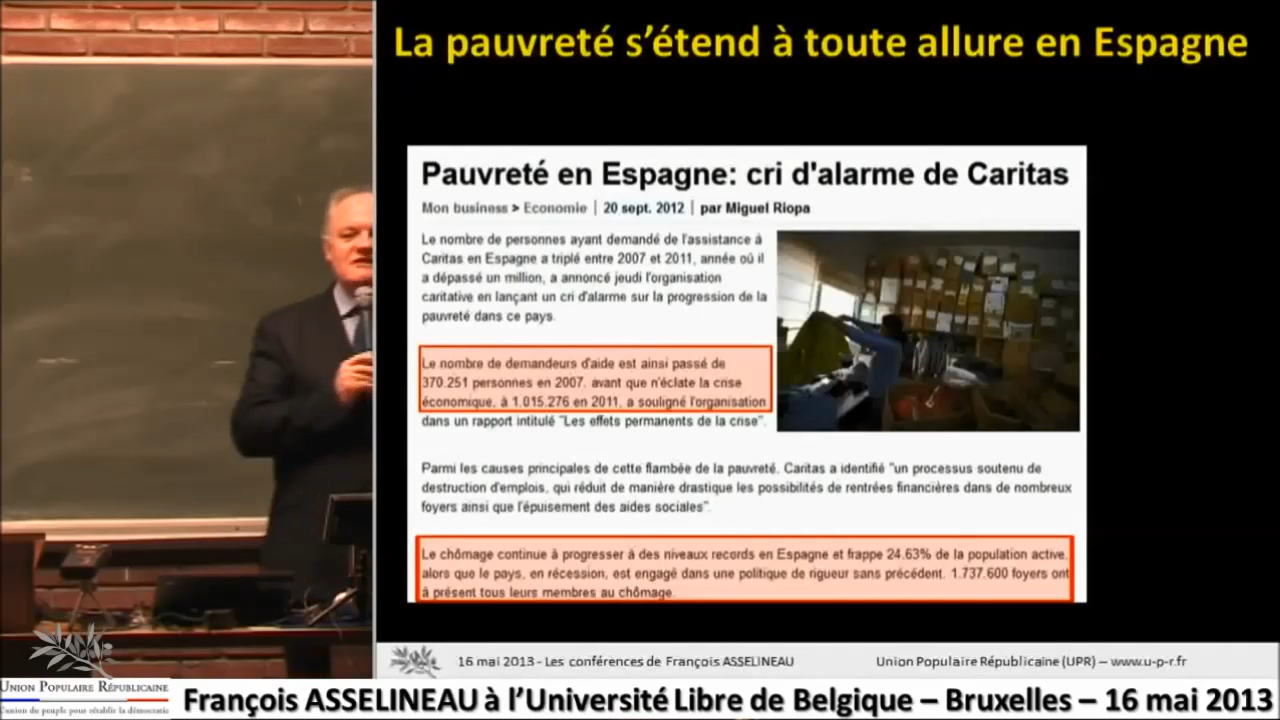 La pauvreté s'étend à toute allure en Espagne
Pauvreté en Espagne: cri d'alarme de Caritas
Mon business > Economie | 20 sept. 2012 | par Miguel Riopa
Le nombre de personnes ayant demandé de l'assistance à
Caritas en Espagne a triplé entre 2007 et 2011, année où il
a dépassé un million, a annoncé jeudi l'organisation
caritative en lançant un cri d'alarme sur la progression de la
pauvreté dans ce pays.
Le nombre de demandeurs d'aide est ainsi passé de
370.251 personnes en 2007, avant que n'éclate la crise
économique, à 1.015.276 en 2011, a souligné l'organisation
dans un rapport intitulé "Les effets permanents de la crise".
Parmi les causes principales de cette flambée de la pauvreté, Caritas a identifié "un processus soutenu de
destruction d'emplois, qui réduit de manière drastique les possibilités de rentrées financières dans de nombreux
foyers ainsi que l'épuisement des aides sociales".
Le chômage continue à progresser à des niveaux records en Espagne et frappe 24.63% de la population active,
alors que le pays, en récession, est engagé dans une politique de rigueur sans précédent. 1.737.600 foyers ont
à présent tous leurs membres au chômage.
16 mai 2013 - Les conférences de François ASSELINEAU
Union Populaire Républicaine (UPR) – www.u-p-r.fr
UNION POPULAIRE RÉPUBLICAINE
L'union du peuple pour rétablir la démocratie
François ASSELINEAU à l'Université Libre de Belgique – Bruxelles – 16 mai 2013